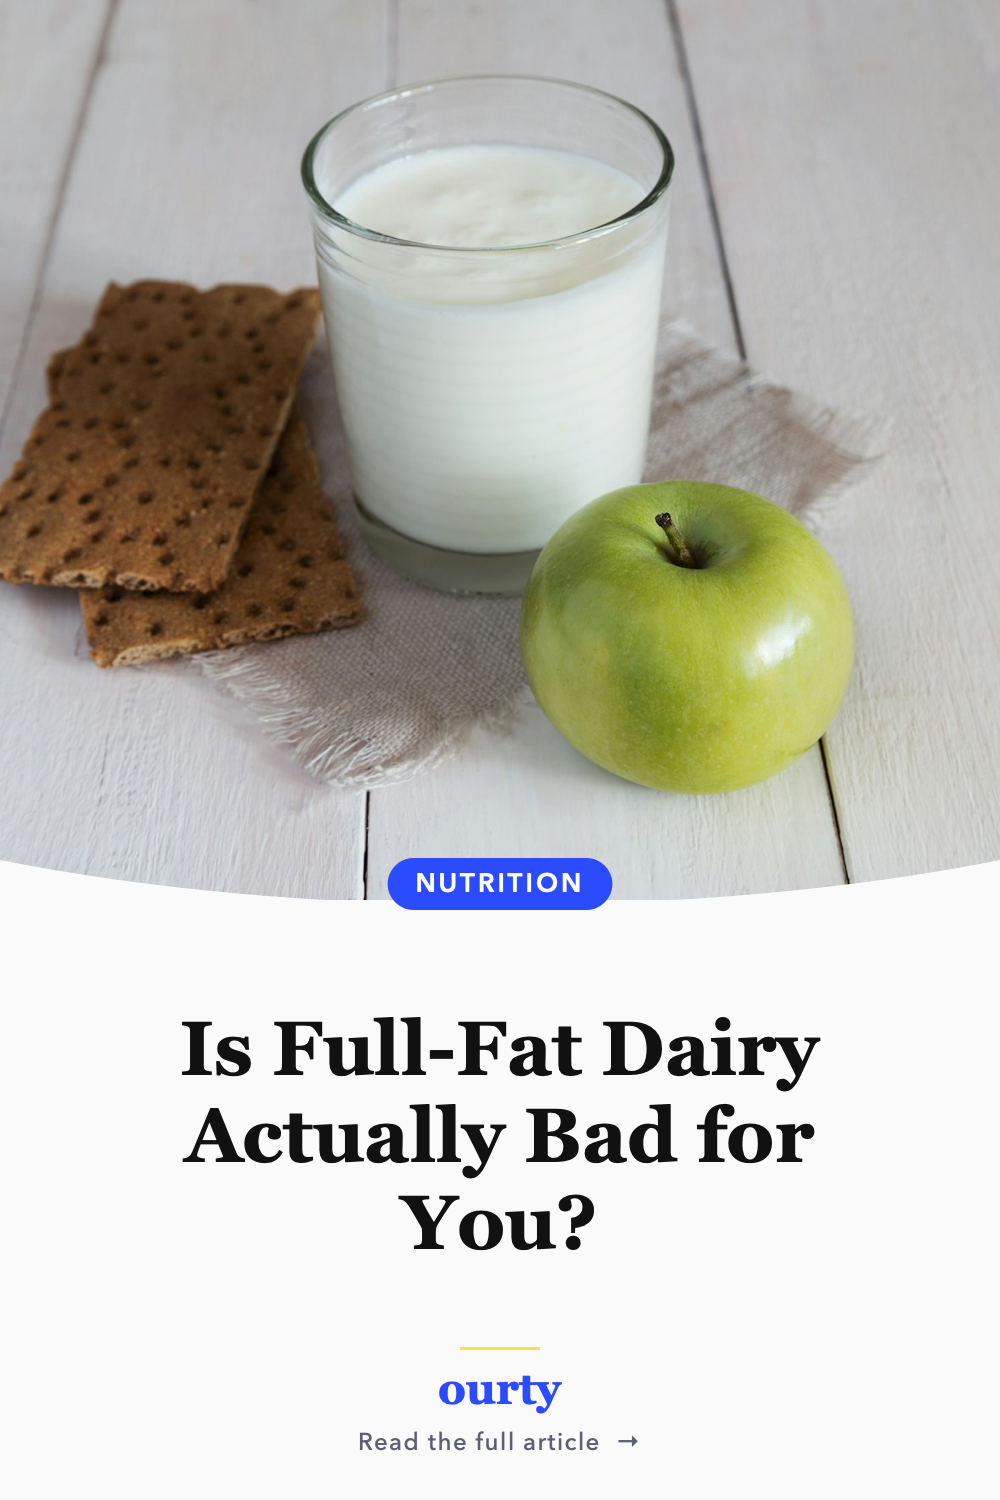 NUTRITION
Is Full-Fat Dairy
Actually Bad for
You?
ourty
Read the full article →